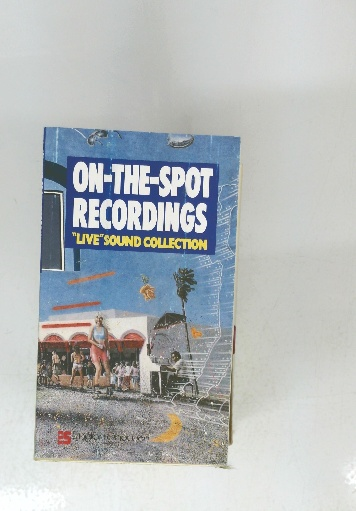 ON-THE-SPOT
RECORDINGS
"LIVE" SOUND COLLECTION